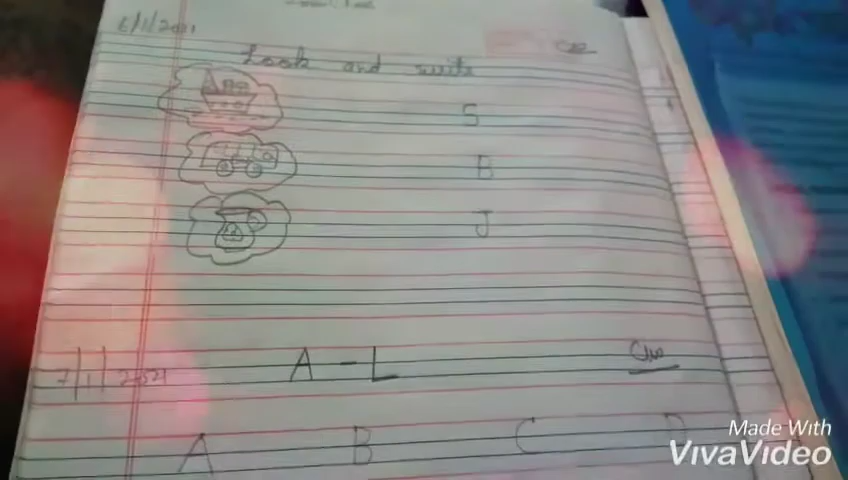 6/1/2021
C.W
Look and write
S
B
J
7/1/2021
A - L
C.W
A B C D
Made With
VivaVideo